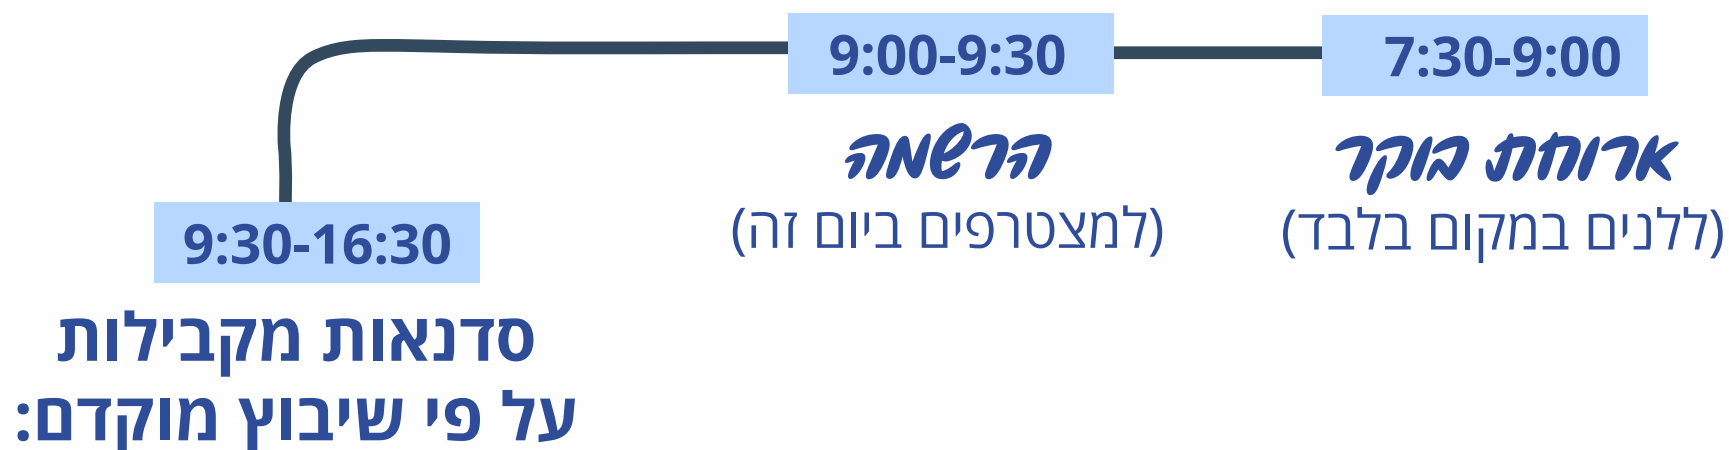 7:30-9:00
ארוחת בוקר
(ללנים במקום בלבד)
9:00-9:30
הרשמה
(למצטרפים ביום זה)
9:30-16:30
סדנאות מקבילות
על פי שיבוץ מוקדם: